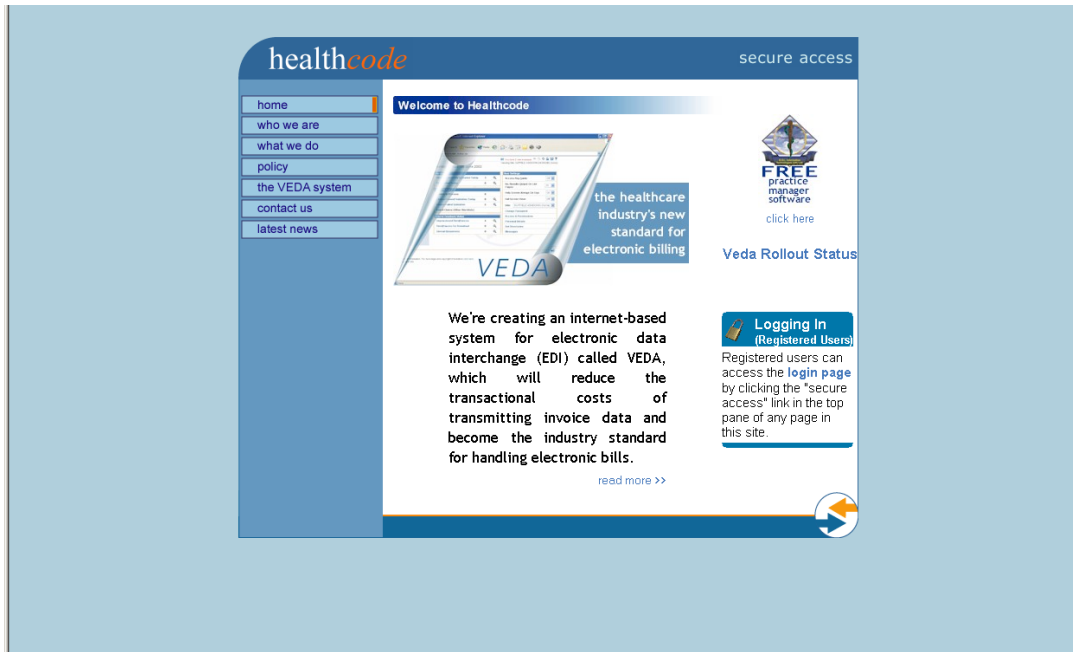 healthcode
secure access
home
who we are
what we do
policy
the VEDA system
contact us
latest news
Welcome to Healthcode
the healthcare
industry's new
standard for
electronic billing
VEDA
FREE
practice
manager
software
click here
Veda Rollout Status
We're creating an internet-based
system for electronic data
interchange (EDI) called VEDA,
which will reduce the
transactional costs of
transmitting invoice data and
become the industry standard
for handling electronic bills.
read more >>
Logging In
(Registered Users)
Registered users can
access the login page
by clicking the "secure
access" link in the top
pane of any page in
this site.